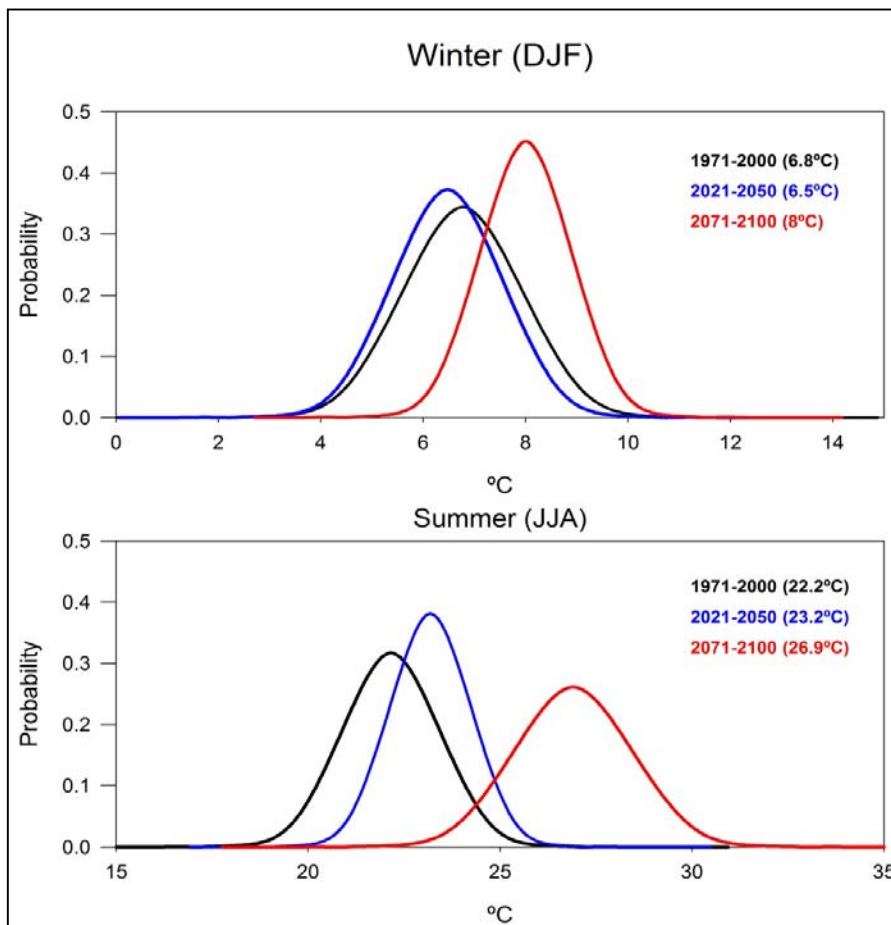 Winter (DJF)
0.5
0.4
0.3
0.2
0.1
0.0
Probability
1971-2000 (6.8ºC)
2021-2050 (6.5ºC)
2071-2100 (8ºC)
0 2 4 6 8 10 12 14
ºC
Summer (JJA)
0.5
0.4
0.3
0.2
0.1
0.0
Probability
1971-2000 (22.2ºC)
2021-2050 (23.2ºC)
2071-2100 (26.9ºC)
15 20 25 30 35
ºC